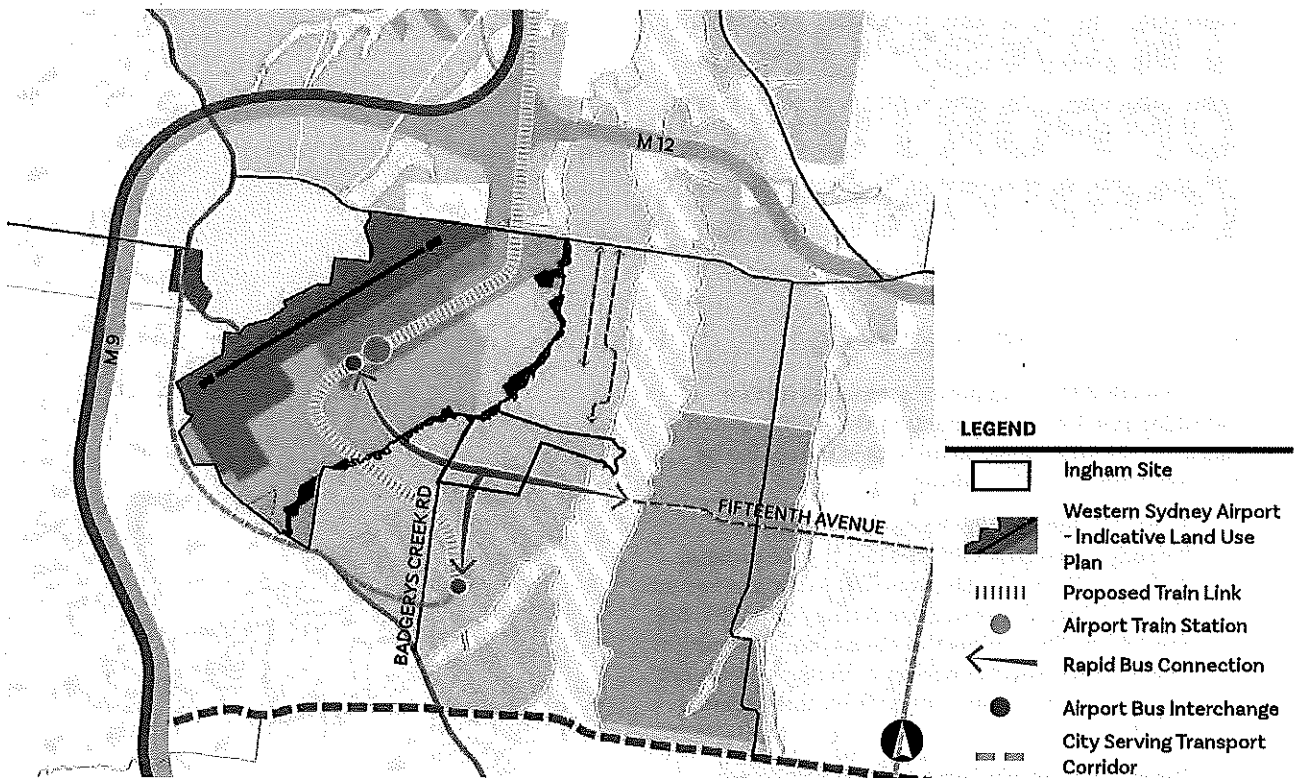 M 12
M 9
BADGERYS CREEK RD
FIFTEENTH AVENUE
LEGEND
Ingham Site
Western Sydney Airport
- Indicative Land Use
Plan
Proposed Train Link
Airport Train Station
Rapid Bus Connection
Airport Bus Interchange
City Serving Transport
Corridor